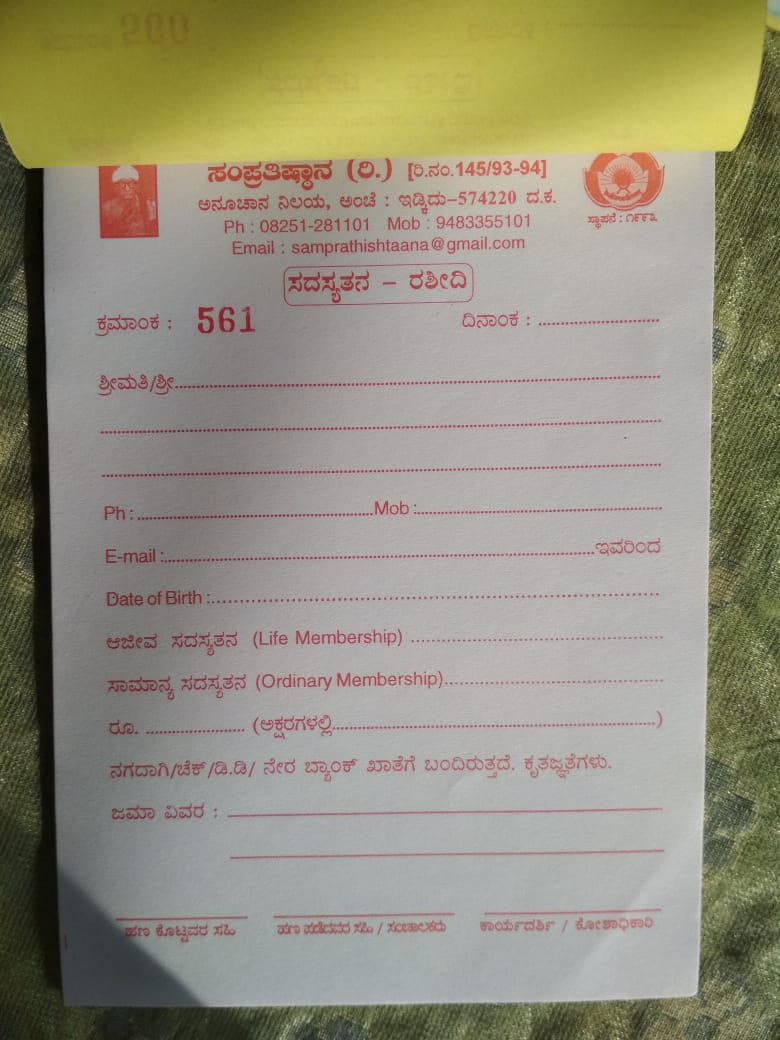 260
ಸಂಪ್ರತಿಷ್ಠಾನ (ರಿ.) [ರಿ.ನಂ.145/93-94]
ಅನೂಚಾನ ನಿಲಯ, ಅಂಚೆ : ಇಡ್ಕಿದು–574220 ದ.ಕ.
Ph : 08251-281101 Mob : 9483355101
ಸ್ಥಾಪನೆ : ೧೯೯೩
Email : samprathishtaana@gmail.com
ಸದಸ್ಯತನ – ರಶೀದಿ
ಕ್ರಮಾಂಕ : 561 ದಿನಾಂಕ : ........................
ಶ್ರೀಮತಿ/ಶ್ರೀ........................
Ph : ........................Mob :........................
E-mail :........................ಇವರಿಂದ
Date of Birth :........................
ಆಜೀವ ಸದಸ್ಯತನ (Life Membership) ........................
ಸಾಮಾನ್ಯ ಸದಸ್ಯತನ (Ordinary Membership)........................
ರೂ. ........................ (ಅಕ್ಷರಗಳಲ್ಲಿ........................)
ನಗದಾಗಿ/ಚೆಕ್/ಡಿ.ಡಿ/ ನೇರ ಬ್ಯಾಂಕ್ ಖಾತೆಗೆ ಬಂದಿರುತ್ತದೆ. ಕೃತಜ್ಞತೆಗಳು.
ಜಮಾ ವಿವರ :
ಹಣ ಕೊಟ್ಟವರ ಸಹಿ ಹಣ ಪಡೆದವರ ಸಹಿ / ಸಂಚಾಲಕರು ಕಾರ್ಯದರ್ಶಿ / ಕೋಶಾಧಿಕಾರಿ